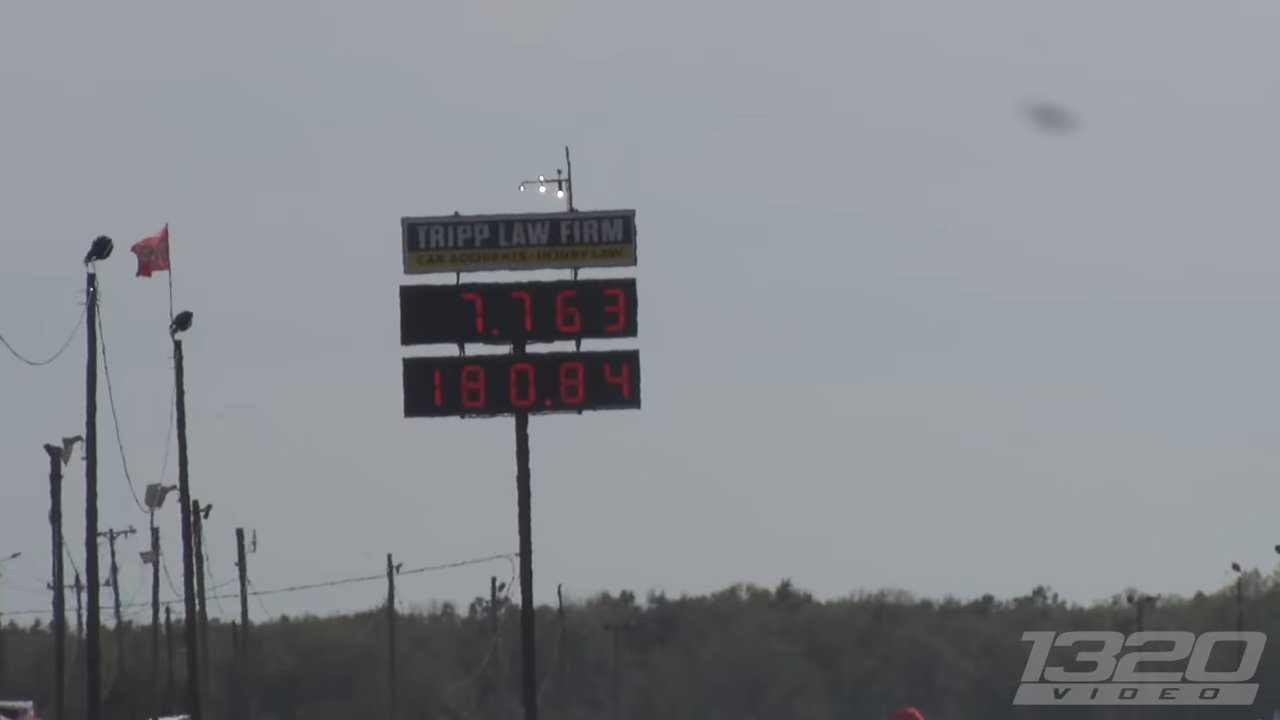 TRIPP LAW FIRM
CAR ACCIDENTS · INJURY LAW
7.763
180.84
1320
VIDEO